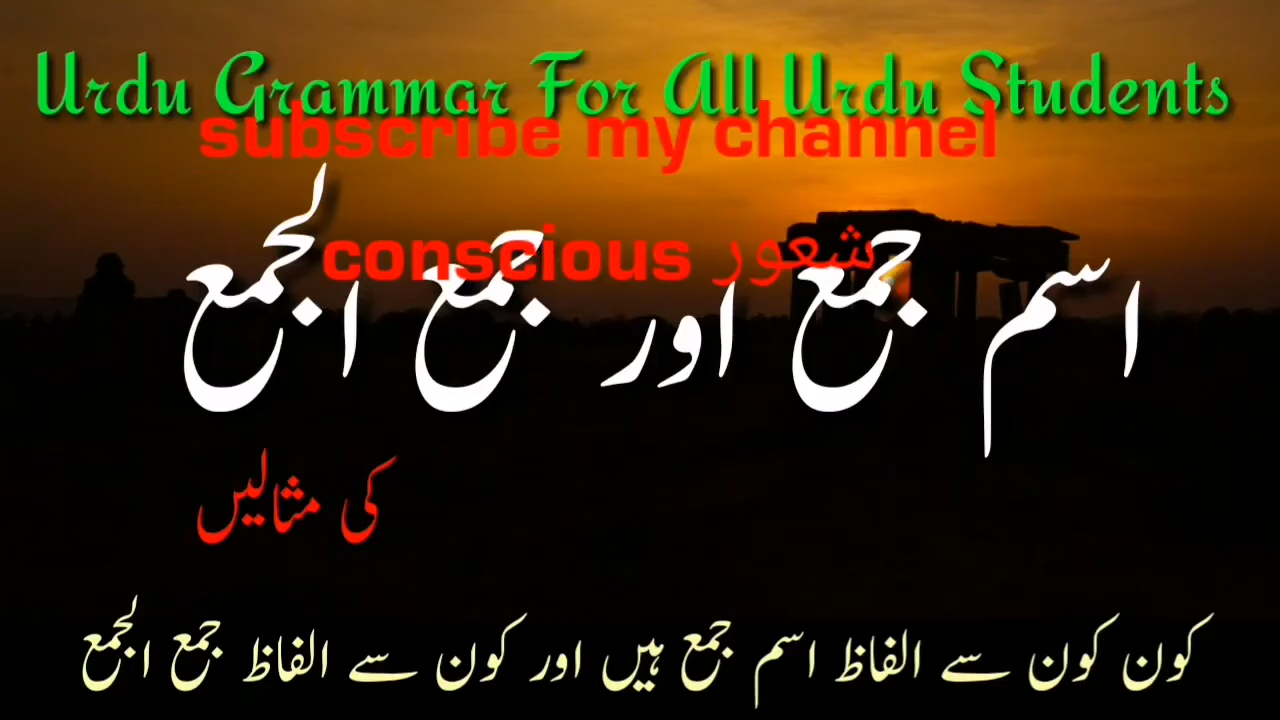 Urdu Grammar For All Urdu Students
subscribe my channel
conscious شعور
اسم جمع اور جمع الجمع
کی مثالیں
کون کون سے الفاظ اسم جمع ہیں اور کون سے الفاظ جمع الجمع